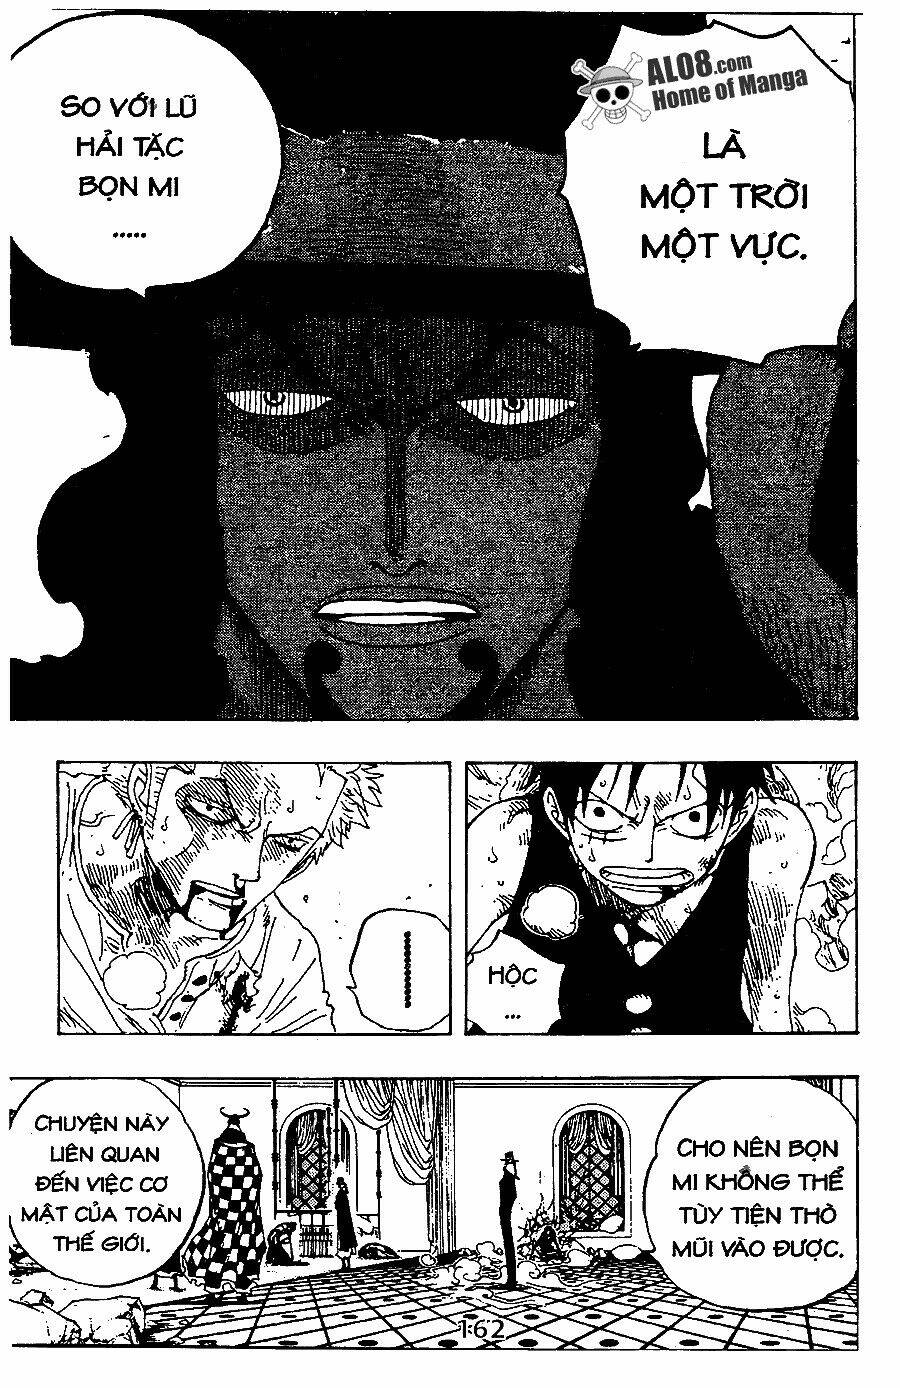 SO VỚI LŨ
HẢI TẶC
BỌN MI
.....
AL08.com
Home of Manga
LÀ
MỘT TRỜI
MỘT VỰC.
HỘC
...
CHUYỆN NÀY
LIÊN QUAN
ĐẾN VIỆC CƠ
MẬT CỦA TOÀN
THẾ GIỚI.
CHO NÊN BỌN
MI KHÔNG THỂ
TÙY TIỆN THÒ
MŨI VÀO ĐƯỢC.
162